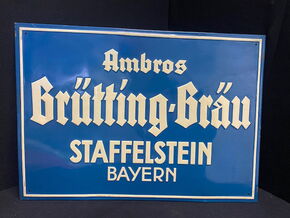 Ambros
Brütting-Bräu
STAFFELSTEIN
BAYERN